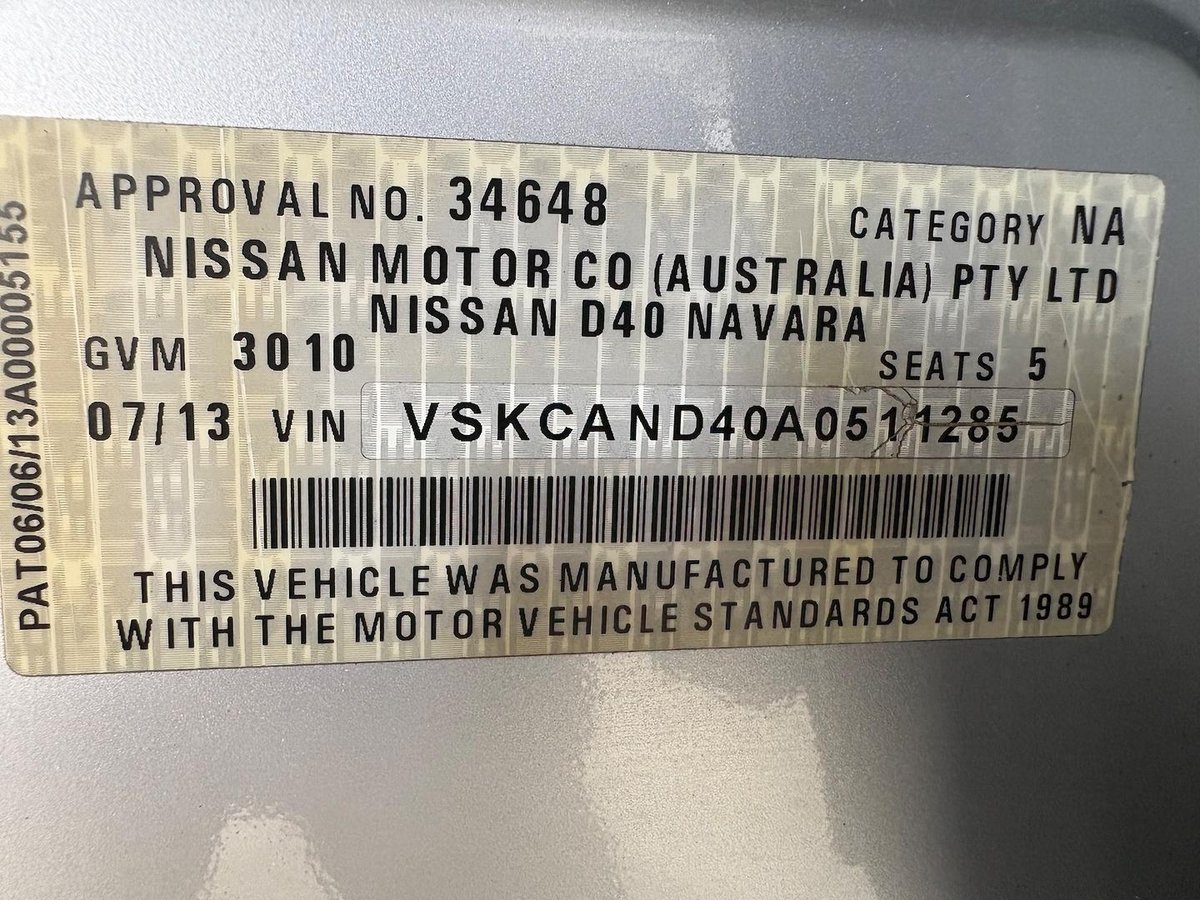 APPROVAL NO. 34648 CATEGORY NA
NISSAN MOTOR CO (AUSTRALIA) PTY LTD
NISSAN D40 NAVARA
GVM 3010 SEATS 5
07/13 VIN VSKCAND40A0511285
THIS VEHICLE WAS MANUFACTURED TO COMPLY
WITH THE MOTOR VEHICLE STANDARDS ACT 1989
PAT06/06/13A00005155